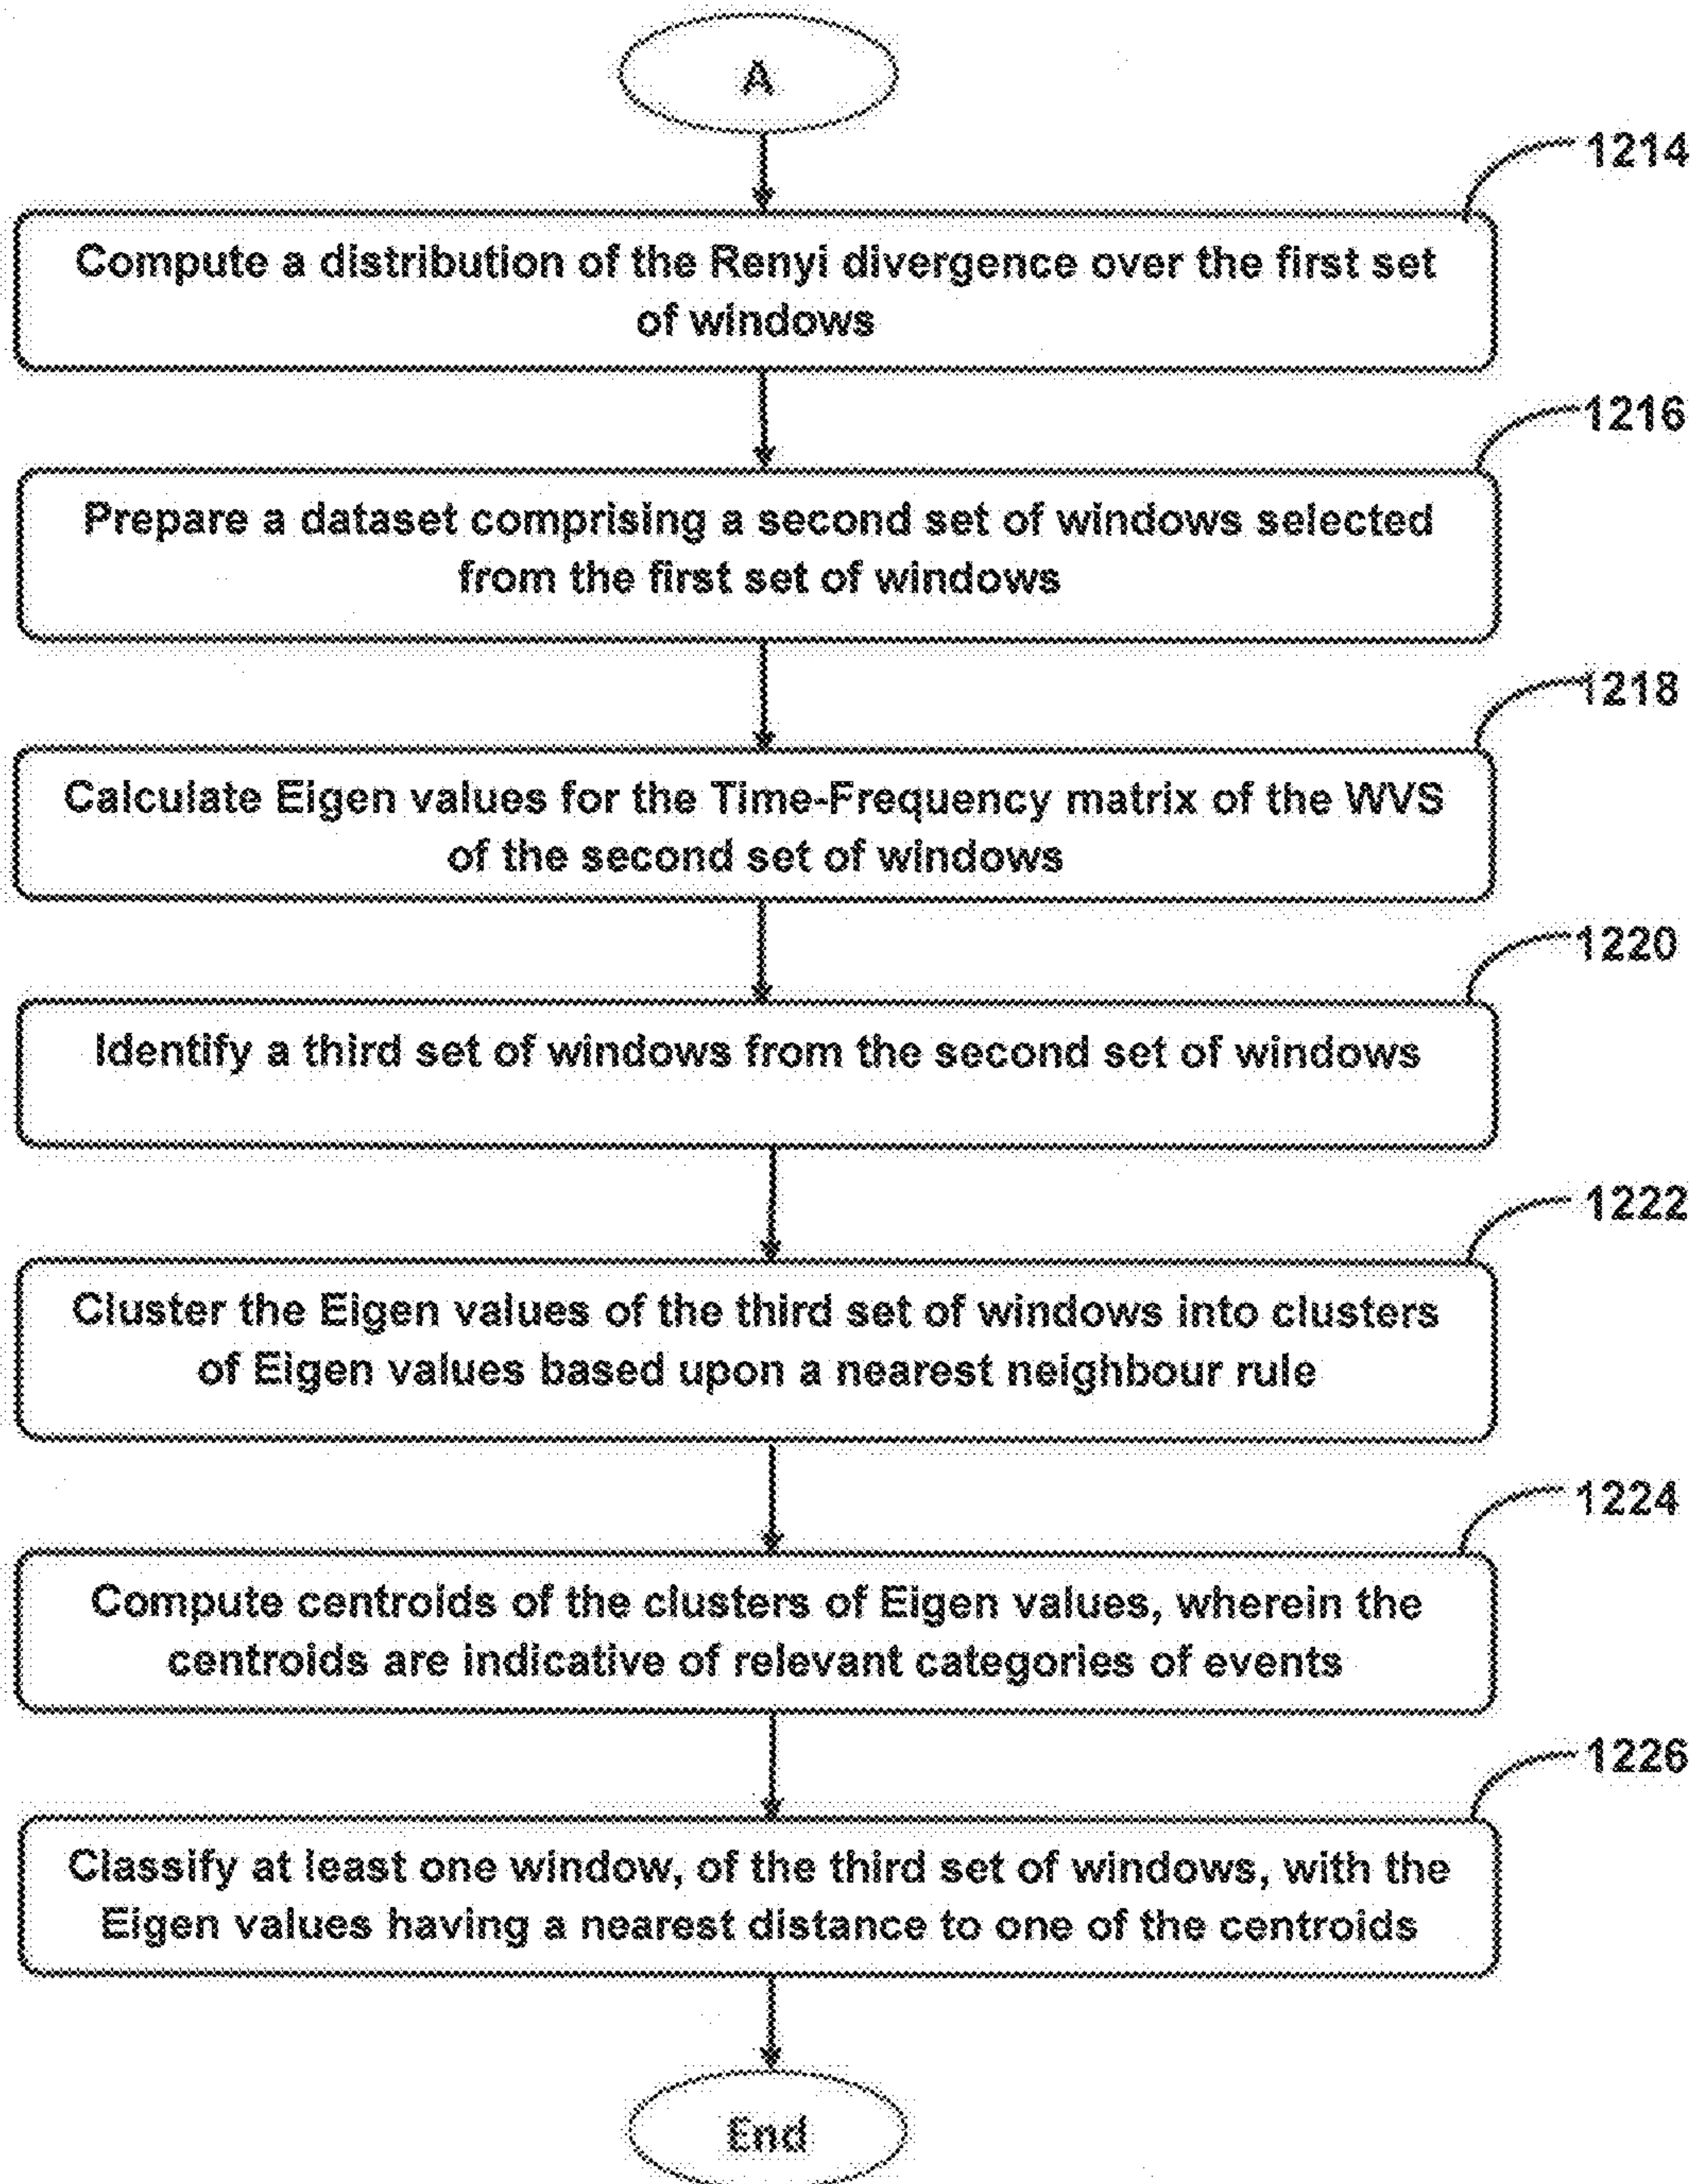 A
1214
Compute a distribution of the Renyi divergence over the first set
of windows
1216
Prepare a dataset comprising a second set of windows selected
from the first set of windows
1218
Calculate Eigen values for the Time-Frequency matrix of the WVS
of the second set of windows
1220
Identify a third set of windows from the second set of windows
1222
Cluster the Eigen values of the third set of windows into clusters
of Eigen values based upon a nearest neighbour rule
1224
Compute centroids of the clusters of Eigen values, wherein the
centroids are indicative of relevant categories of events
1226
Classify at least one window, of the third set of windows, with the
Eigen values having a nearest distance to one of the centroids
End